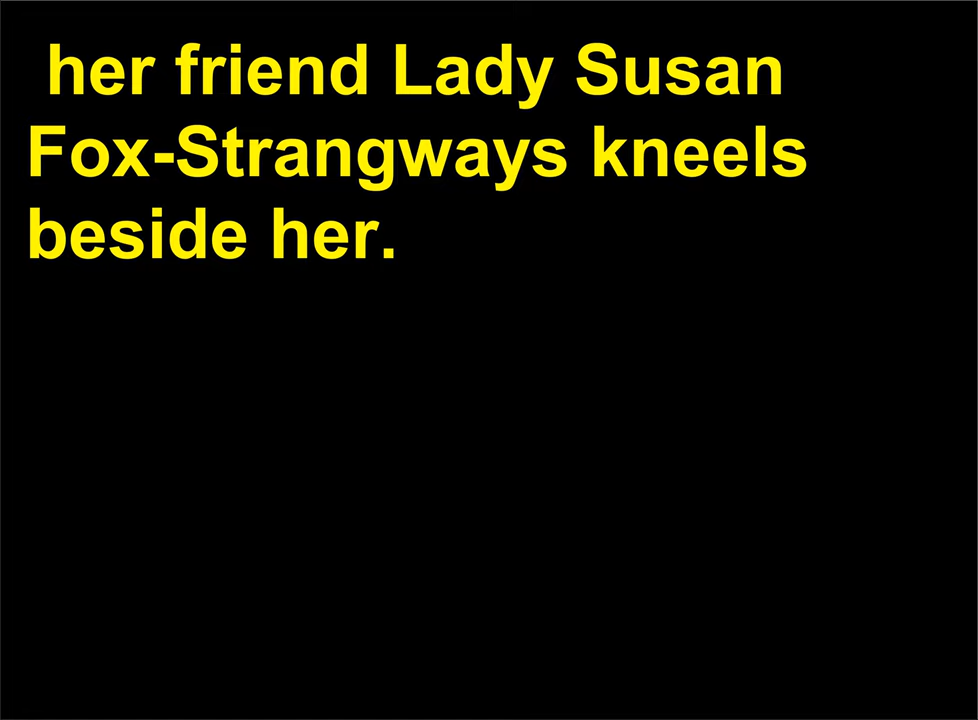 her friend Lady Susan
Fox-Strangways kneels
beside her.